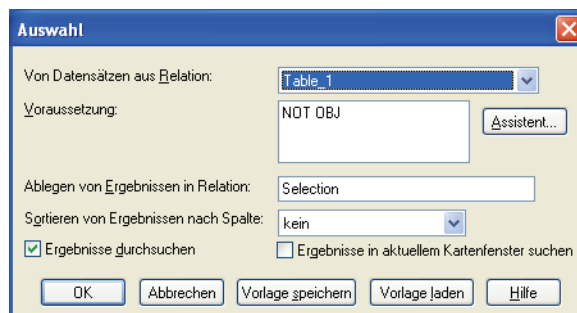 Auswahl
Von Datensätzen aus Relation:
Table_1
Voraussetzung:
NOT OBJ
Assistent...
Ablegen von Ergebnissen in Relation:
Selection
Sortieren von Ergebnissen nach Spalte:
kein
Ergebnisse durchsuchen
Ergebnisse in aktuellem Kartenfenster suchen
OK
Abbrechen
Vorlage speichern
Vorlage laden
Hilfe